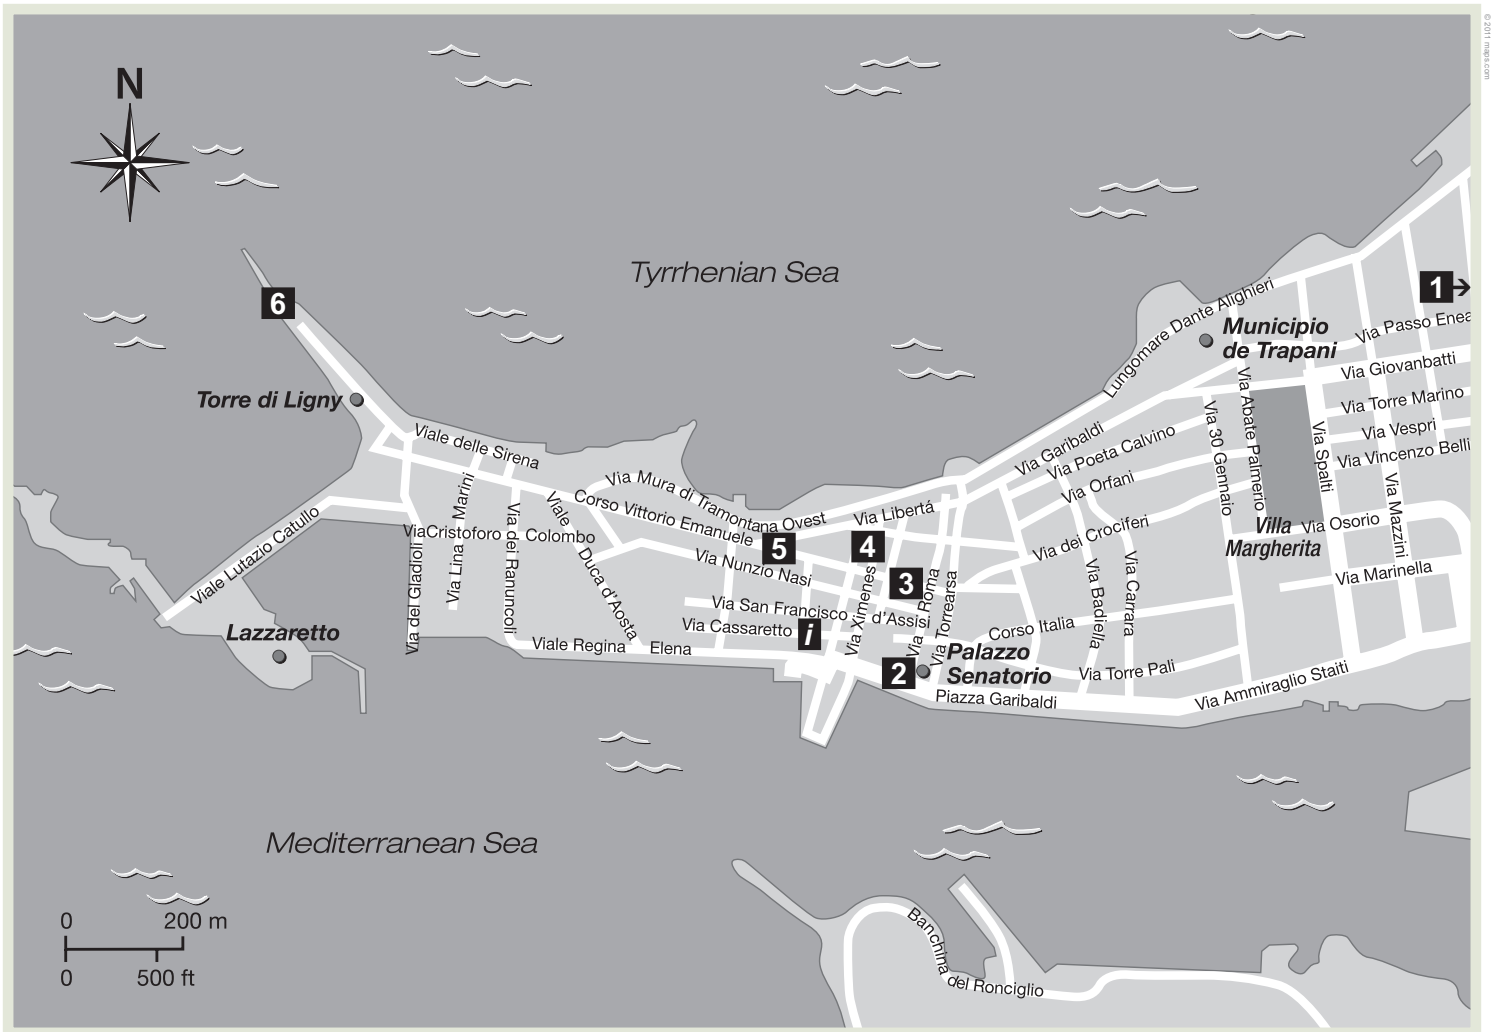 © 2011 maps.com
N
Tyrrhenian Sea
6
1
Lungomare Dante Alighieri
Municipio
de Trapani
Via Passo Enea
Via Giovanbatti
Torre di Ligny
Via Torre Marino
Via Vespri
Via Vincenzo Belli
Viale delle Sirena
Via Garibaldi
Via Poeta Calvino
Via Orfani
Via dei Crociferi
Via 30 Gennaio
Via Abate Palmerio
Via Spalti
Via Mazzini
Via Mura di Tramontana Ovest
Corso Vittorio Emanuele
Via Libertá
Viale Lutazio Catullo
ViaCristoforo Colombo
Via Lina Marini
Via dei Ranuncoli
Via del Gladioli
Viale Duca d'Aosta
Via Nunzio Nasi
5
4
3
Villa
Margherita
Via Osorio
Via Marinella
Via San Francisco d'Assisi
Via Cassaretto
i
Via Ximenes
Via Roma
Via Torrearsa
Via Badiella
Via Carrara
Corso Italia
Lazzaretto
Viale Regina Elena
2
Palazzo
Senatorio
Via Torre Pali
Piazza Garibaldi
Via Ammiraglio Staiti
Mediterranean Sea
Banchina del Ronciglio
0 200 m
0 500 ft